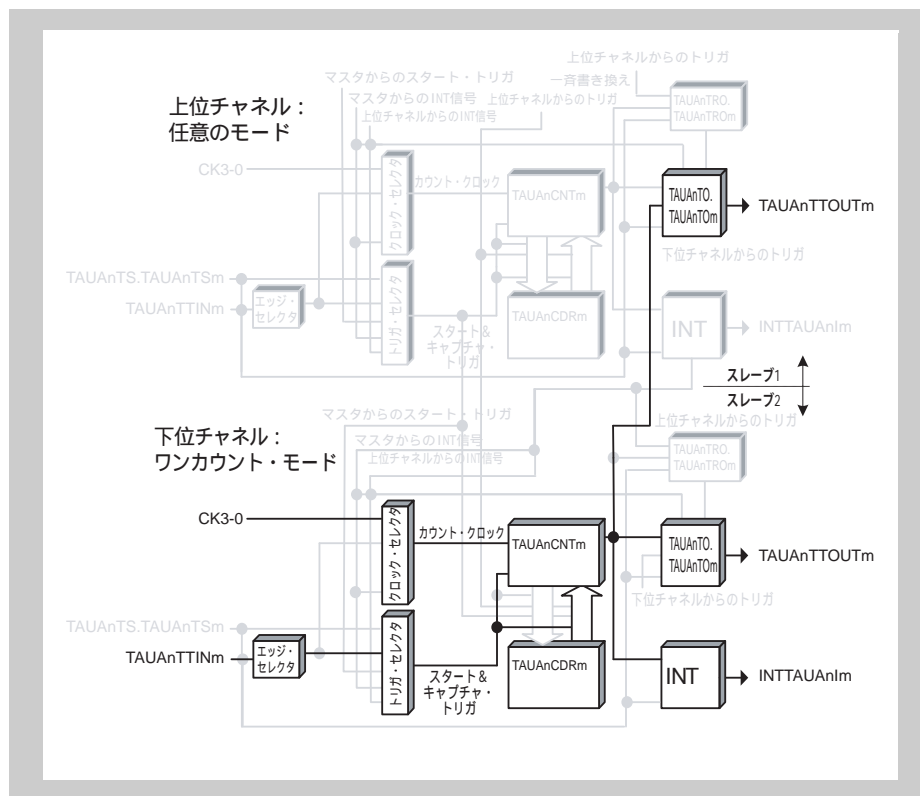 上位チャネルからのトリガ
マスタからのスタート・トリガ
一斉書き換え
マスタからのINT信号
上位チャネルからのトリガ
上位チャネルからのINT信号
TAUAnTRO.
TAUAnTROm
上位チャネル：
任意のモード
CK3-0
クロック・セレクタ
カウント・クロック
TAUAnCNTm
TAUAnTO.
TAUAnTOm
TAUAnTTOUTm
下位チャネルからのトリガ
TAUAnTS.TAUAnTSm
TAUAnTTINm
エッジ・
セレクタ
トリガ・セレクタ
スタート&
キャプチャ・
トリガ
TAUAnCDRm
INT
INTTAUAnIm
スレーブ1
スレーブ2
マスタからのスタート・トリガ
上位チャネルからのトリガ
下位チャネル：
ワンカウント・モード
マスタからのINT信号
上位チャネルからのINT信号
TAUAnTRO.
TAUAnTROm
CK3-0
クロック・セレクタ
カウント・クロック
TAUAnCNTm
TAUAnTO.
TAUAnTOm
TAUAnTTOUTm
下位チャネルからのトリガ
TAUAnTS.TAUAnTSm
TAUAnTTINm
エッジ・
セレクタ
トリガ・セレクタ
スタート&
キャプチャ・
トリガ
TAUAnCDRm
INT
INTTAUAnIm